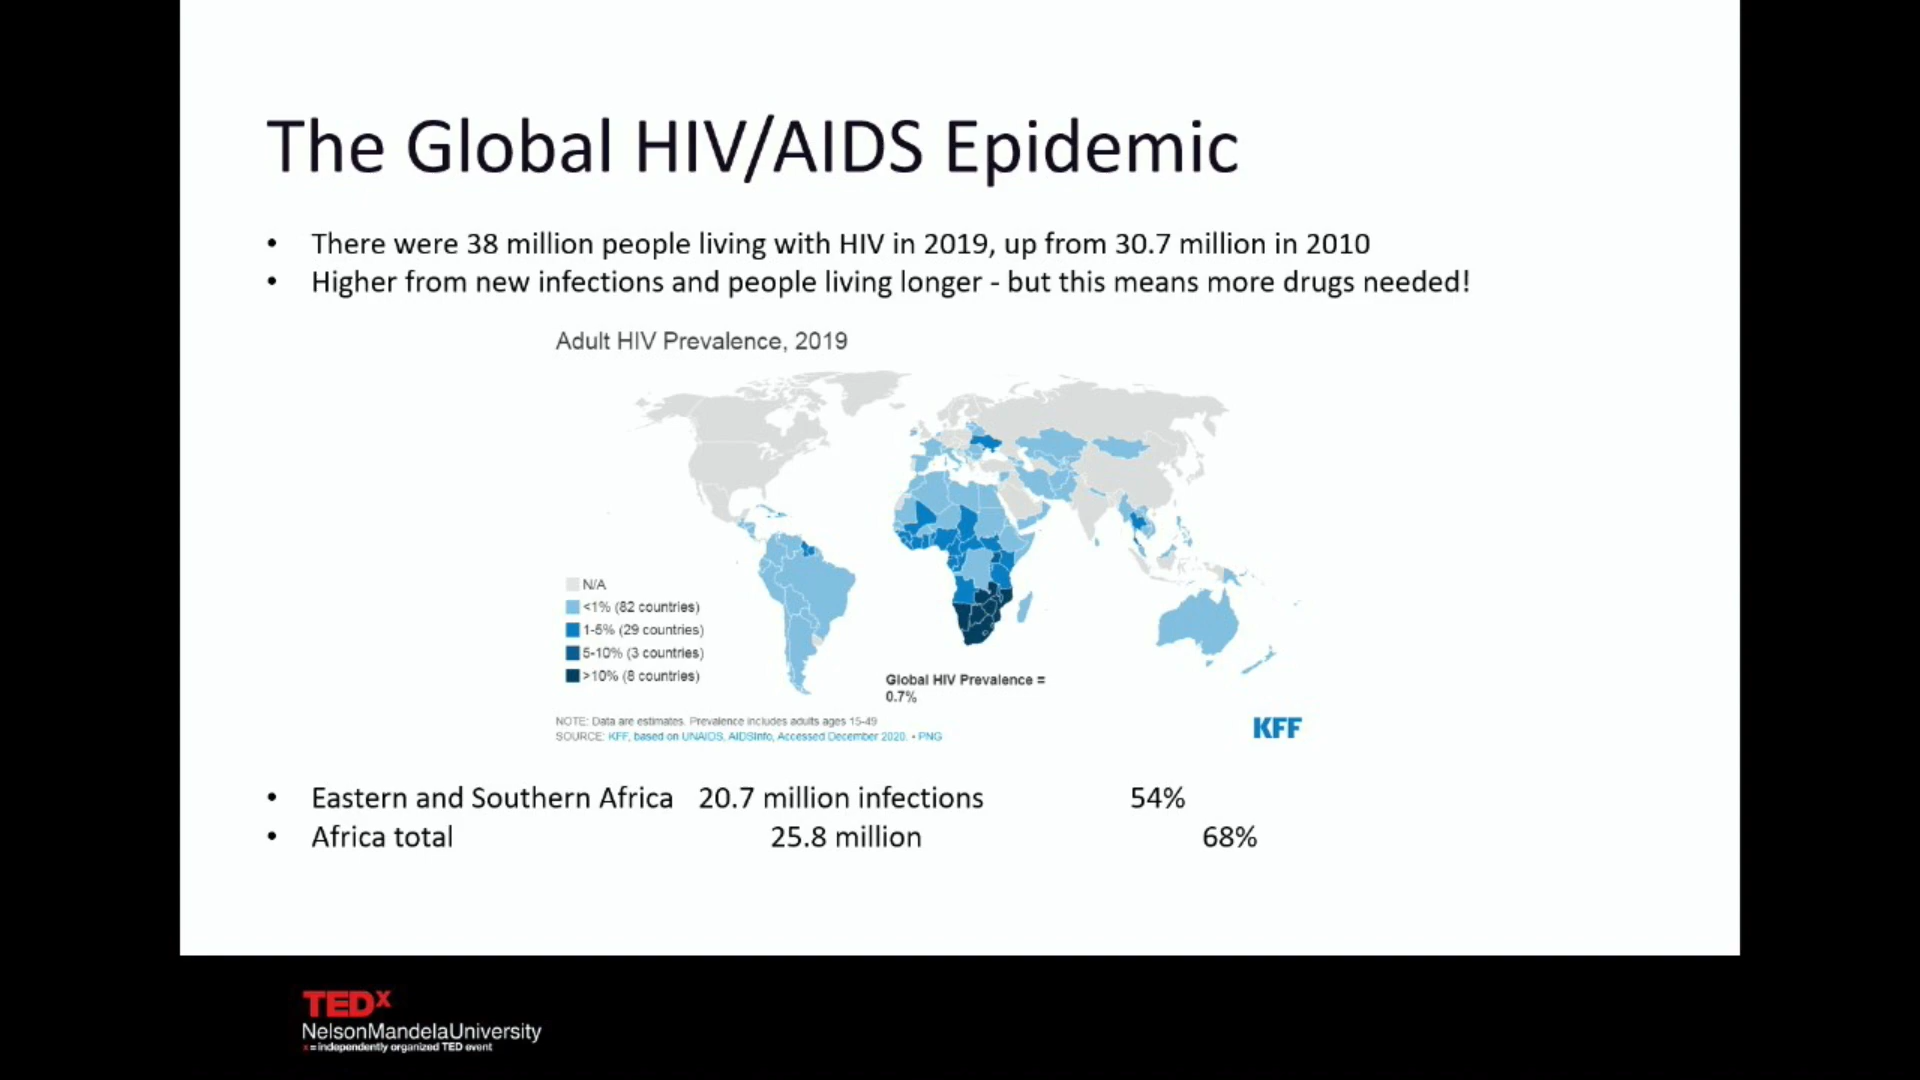 The Global HIV/AIDS Epidemic
• There were 38 million people living with HIV in 2019, up from 30.7 million in 2010
• Higher from new infections and people living longer - but this means more drugs needed!
Adult HIV Prevalence, 2019
N/A
<1% (82 countries)
1-5% (29 countries)
5-10% (3 countries)
>10% (8 countries)
Global HIV Prevalence =
0.7%
NOTE: Data are estimates. Prevalence includes adults ages 15-49
SOURCE: KFF, based on UNAIDS, AIDSInfo, Accessed December 2020. • PNG
KFF
• Eastern and Southern Africa 20.7 million infections 54%
• Africa total 25.8 million 68%
TEDx
NelsonMandelaUniversity
x = independently organized TED event